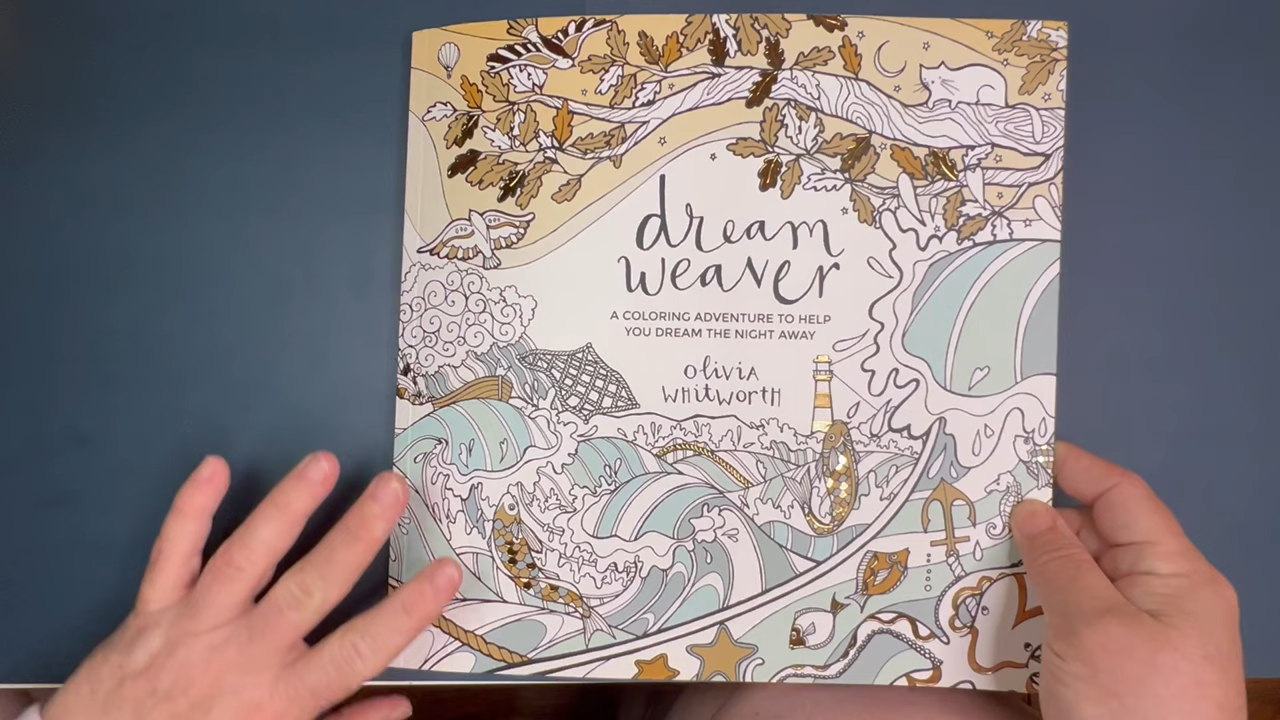 dream
weaver
A COLORING ADVENTURE TO HELP
YOU DREAM THE NIGHT AWAY
olivia
WHitwortH